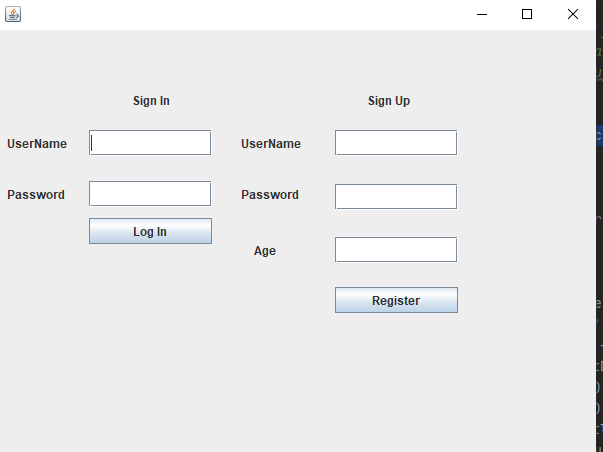 Sign In Sign Up
UserName UserName
Password Password
Log In
Age
Register